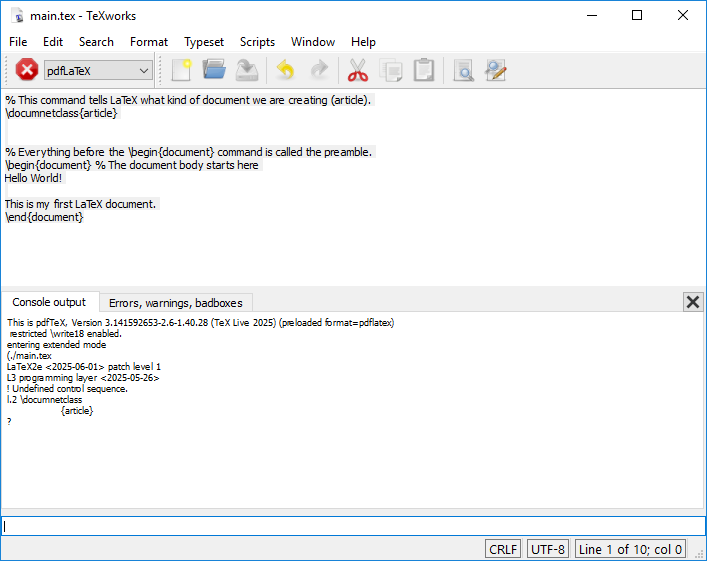 main.tex - TeXworks
File Edit Search Format Typeset Scripts Window Help
pdfLaTeX
% This command tells LaTeX what kind of document we are creating (article).
\documnetclass{article}
% Everything before the \begin{document} command is called the preamble.
\begin{document} % The document body starts here
Hello World!
This is my first LaTeX document.
\end{document}
Console output Errors, warnings, badboxes
This is pdfTeX, Version 3.141592653-2.6-1.40.28 (TeX Live 2025) (preloaded format=pdflatex)
restricted \write18 enabled.
entering extended mode
(./main.tex
LaTeX2e <2025-06-01> patch level 1
L3 programming layer <2025-05-26>
! Undefined control sequence.
l.2 \documnetclass
{article}
?
CRLF UTF-8 Line 1 of 10; col 0